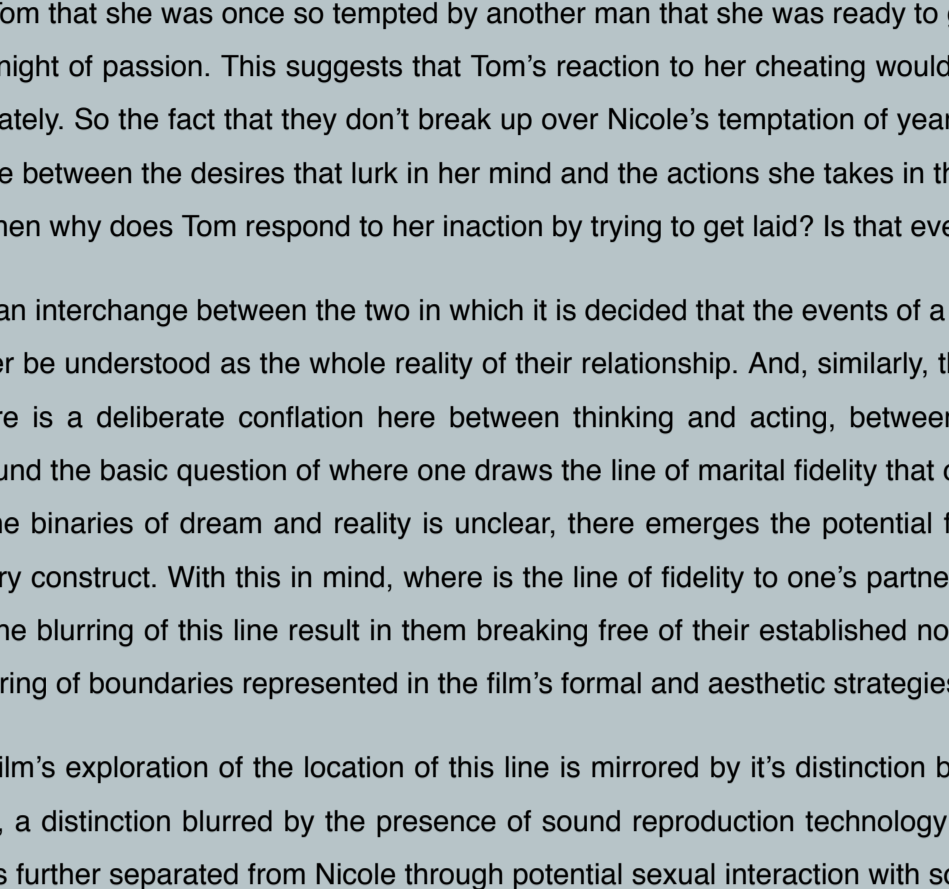 Tom that she was once so tempted by another man that she was ready to
night of passion. This suggests that Tom’s reaction to her cheating would
ately. So the fact that they don’t break up over Nicole’s temptation of year
e between the desires that lurk in her mind and the actions she takes in th
hen why does Tom respond to her inaction by trying to get laid? Is that eve
an interchange between the two in which it is decided that the events of a
er be understood as the whole reality of their relationship. And, similarly, t
re is a deliberate conflation here between thinking and acting, between
und the basic question of where one draws the line of marital fidelity that
he binaries of dream and reality is unclear, there emerges the potential f
ry construct. With this in mind, where is the line of fidelity to one’s partne
he blurring of this line result in them breaking free of their established no
ring of boundaries represented in the film’s formal and aesthetic strategies
ilm’s exploration of the location of this line is mirrored by it’s distinction b
, a distinction blurred by the presence of sound reproduction technology
s further separated from Nicole through potential sexual interaction with s